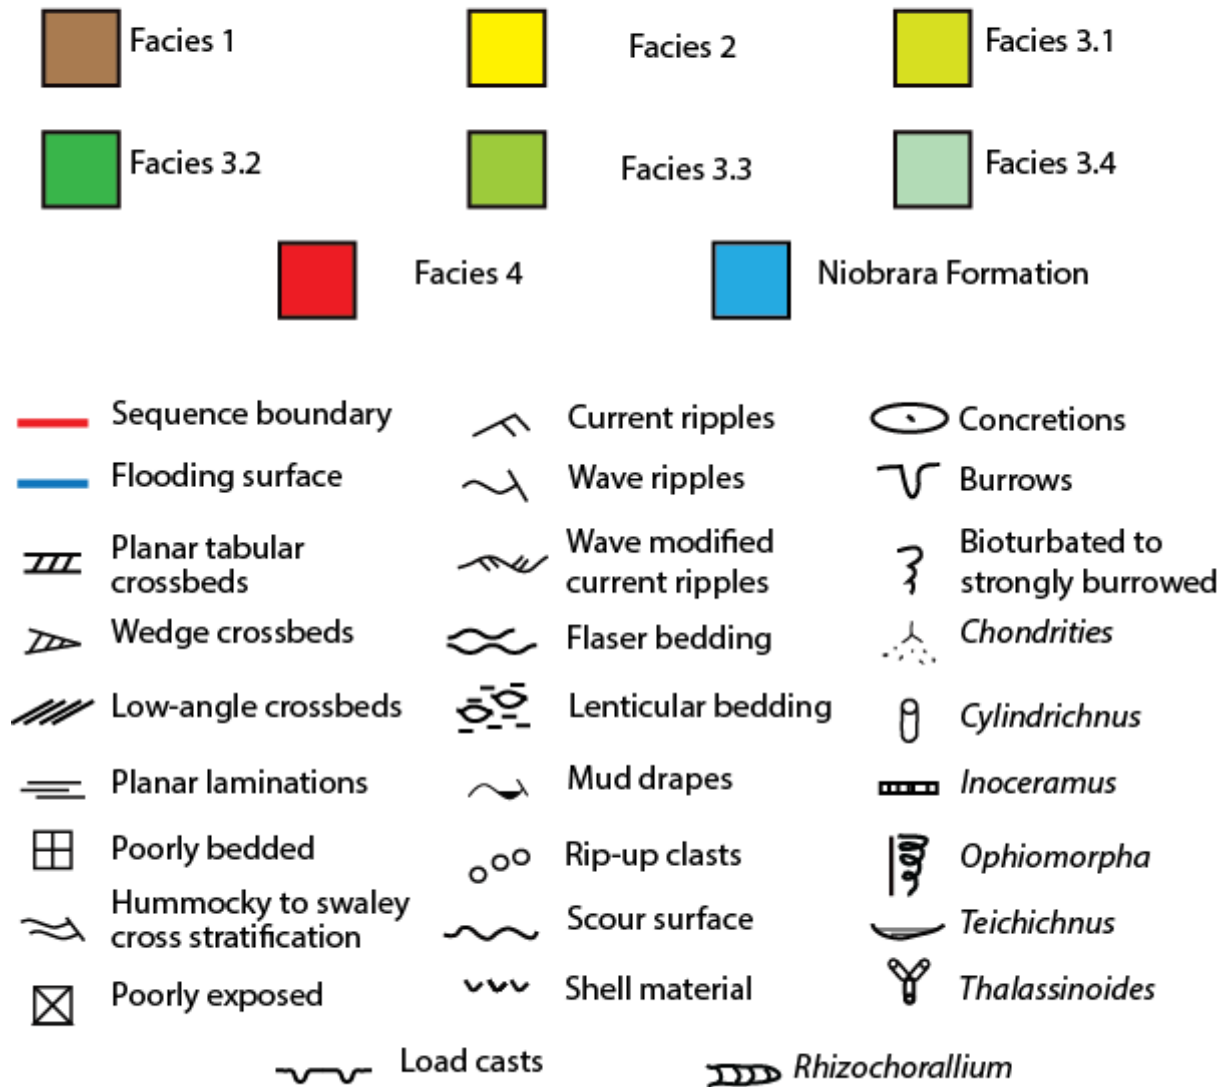 Facies 1
Facies 2
Facies 3.1
Facies 3.2
Facies 3.3
Facies 3.4
Facies 4
Niobrara Formation
Sequence boundary
Current ripples
Concretions
Flooding surface
Wave ripples
Burrows
Planar tabular
crossbeds
Wave modified
current ripples
Bioturbated to
strongly burrowed
Wedge crossbeds
Flaser bedding
Chondrities
Low-angle crossbeds
Lenticular bedding
Cylindrichnus
Planar laminations
Mud drapes
Inoceramus
Poorly bedded
Rip-up clasts
Ophiomorpha
Hummocky to swaley
cross stratification
Scour surface
Teichichnus
Poorly exposed
Shell material
Thalassinoides
Load casts
Rhizochorallium